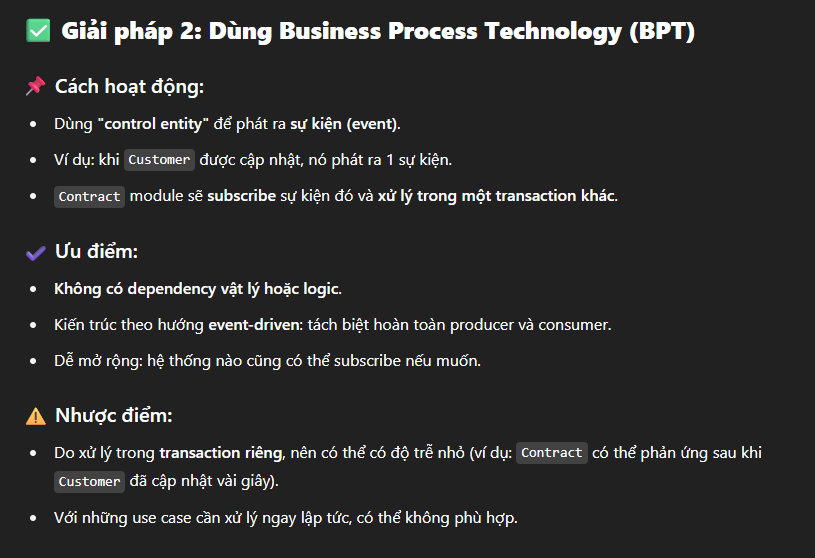 ✅ Giải pháp 2: Dùng Business Process Technology (BPT)
📌 Cách hoạt động:
• Dùng "control entity" để phát ra sự kiện (event).
• Ví dụ: khi Customer được cập nhật, nó phát ra 1 sự kiện.
• Contract module sẽ subscribe sự kiện đó và xử lý trong một transaction khác.
✔️ Ưu điểm:
• Không có dependency vật lý hoặc logic.
• Kiến trúc theo hướng event-driven: tách biệt hoàn toàn producer và consumer.
• Dễ mở rộng: hệ thống nào cũng có thể subscribe nếu muốn.
⚠️ Nhược điểm:
• Do xử lý trong transaction riêng, nên có thể có độ trễ nhỏ (ví dụ: Contract có thể phản ứng sau khi
Customer đã cập nhật vài giây).
• Với những use case cần xử lý ngay lập tức, có thể không phù hợp.